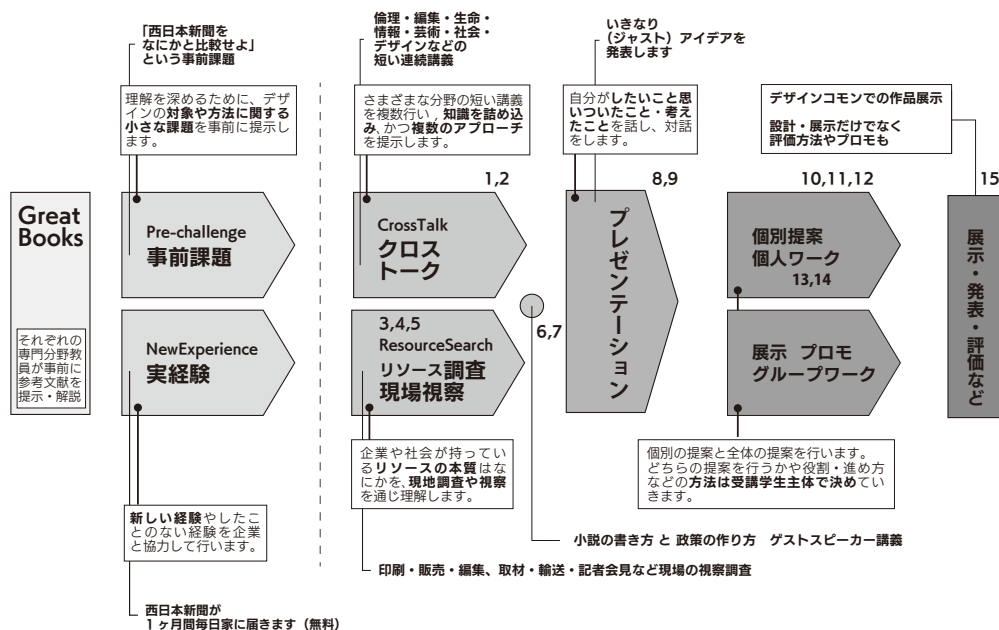 「西日本新聞を
なにかと比較せよ」
という事前課題
倫理・編集・生命・
情報・芸術・社会・
デザインなどの
短い連続講義
いきなり
（ジャスト）アイデアを
発表します
理解を深めるために、デザ
インの対象や方法に関する
小さな課題を事前に提示し
ます。
さまざまな分野の短い講義
を複数行い , 知識を詰め込
み、かつ複数のアプローチ
を提示します。
自分がしたいこと思
いついたこと・考え
たことを話し、対話
をします。
デザインコモンでの作品展示
設計・展示だけでなく
評価方法やプロモも
1,2
8,9
10,11,12
15
Great
Books
それぞれの
専門分野教
員が事前に
参考文献を
提示・解説
Pre-challenge
事前課題
NewExperience
実経験
CrossTalk
クロス
トーク
3,4,5
ResourceSearch
リソース調査
現場視察
6,7
プレゼンテーション
個別提案
個人ワーク
13,14
展示 プロモ
グループワーク
展示・発表・評価など
企業や社会が持ってい
るリソースの本質はな
にかを、現地調査や視察
を通じ理解します。
個別の提案と全体の提案を行います。
どちらの提案を行うかや役割・進め方
などの方法は受講学生主体で決めてい
きます。
新しい経験やしたこ
とのない経験を企業
と協力して行います。
小説の書き方 と 政策の作り方 ゲストスピーカー講義
印刷・販売・編集、取材・輸送・記者会見など現場の視察調査
西日本新聞が
1 ヶ月間毎日家に届きます（無料）